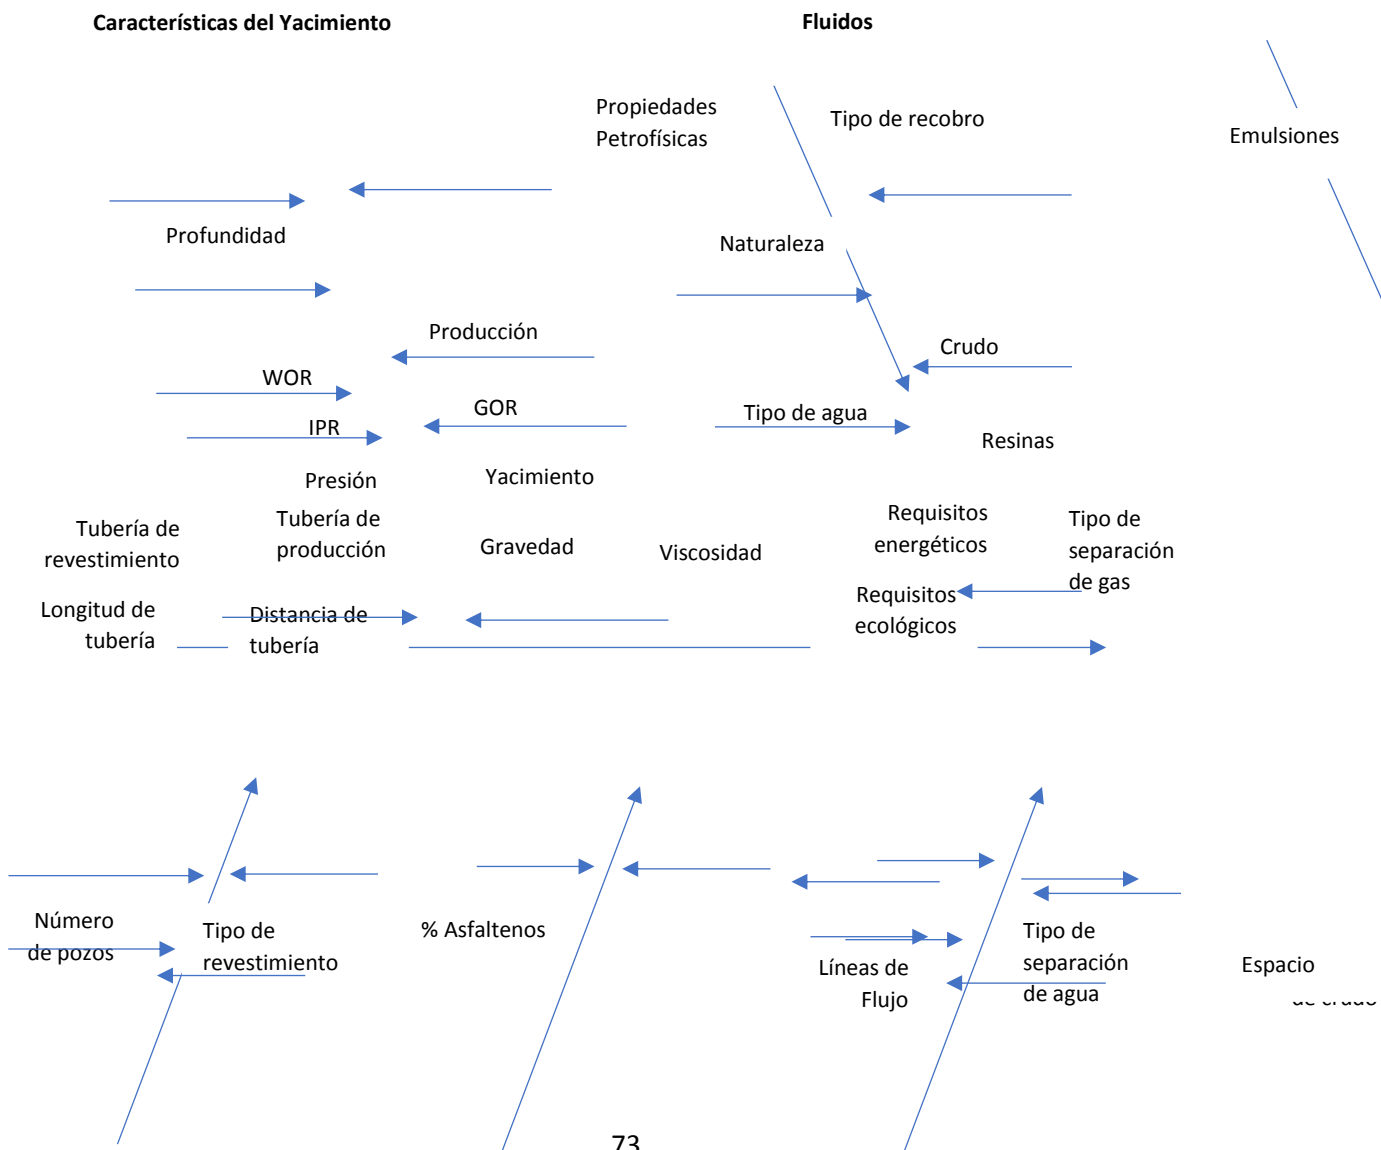 Características del Yacimiento
Fluidos
Propiedades
Petrofísicas
Tipo de recobro
Emulsiones
Profundidad
Naturaleza
Producción
Crudo
WOR
GOR
Tipo de agua
IPR
Resinas
Presión
Yacimiento
Tubería de
revestimiento
Tubería de
producción
Gravedad
Viscosidad
Requisitos
energéticos
Tipo de
separación
de gas
Longitud de
tubería
Distancia de
tubería
Requisitos
ecológicos
Número
de pozos
Tipo de
revestimiento
% Asfaltenos
Líneas de
Flujo
Tipo de
separación
de agua
Espacio
de crudo
73